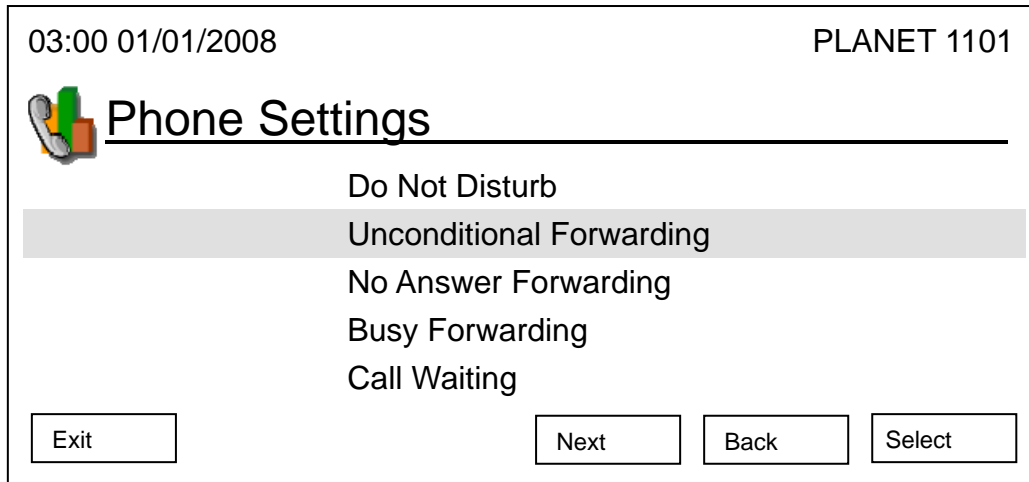 03:00 01/01/2008 PLANET 1101
Phone Settings
Do Not Disturb
Unconditional Forwarding
No Answer Forwarding
Busy Forwarding
Call Waiting
Exit Next Back Select